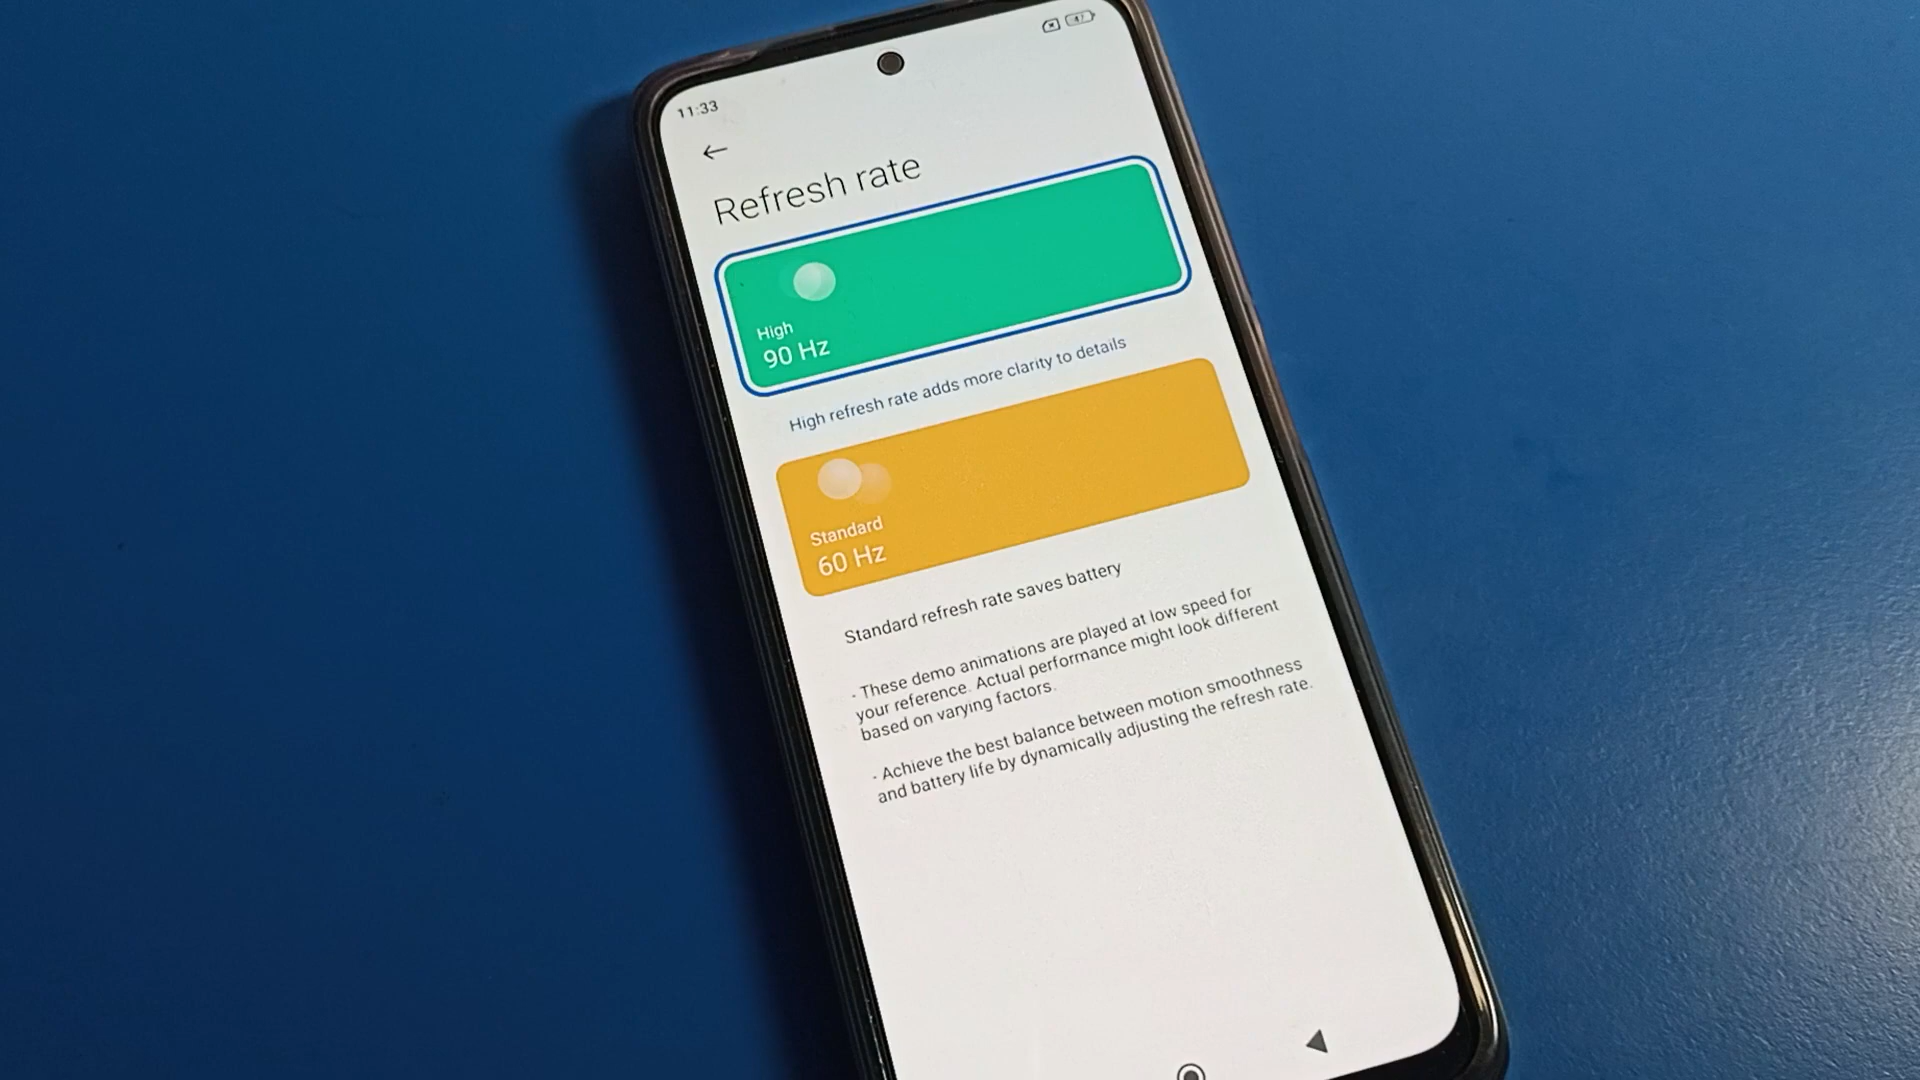 11:33
47
Refresh rate
High
90 Hz
High refresh rate adds more clarity to details
Standard
60 Hz
Standard refresh rate saves battery
- These demo animations are played at low speed for
your reference. Actual performance might look different
based on varying factors.
- Achieve the best balance between motion smoothness
and battery life by dynamically adjusting the refresh rate.